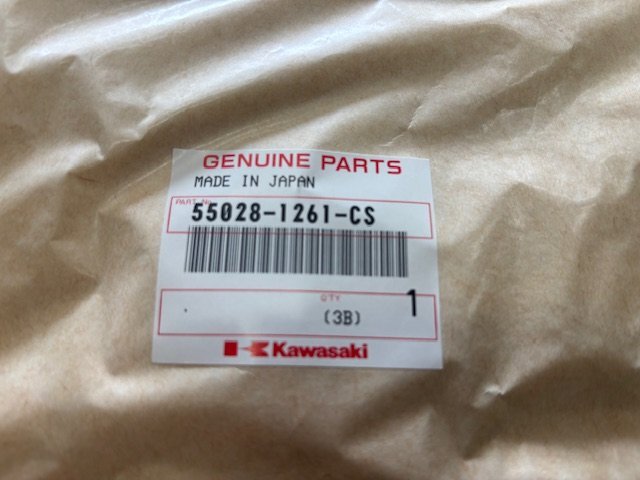 GENUINE PARTS
MADE IN JAPAN
PART No.
55028-1261-CS
QTY
1
(3B)
Kawasaki